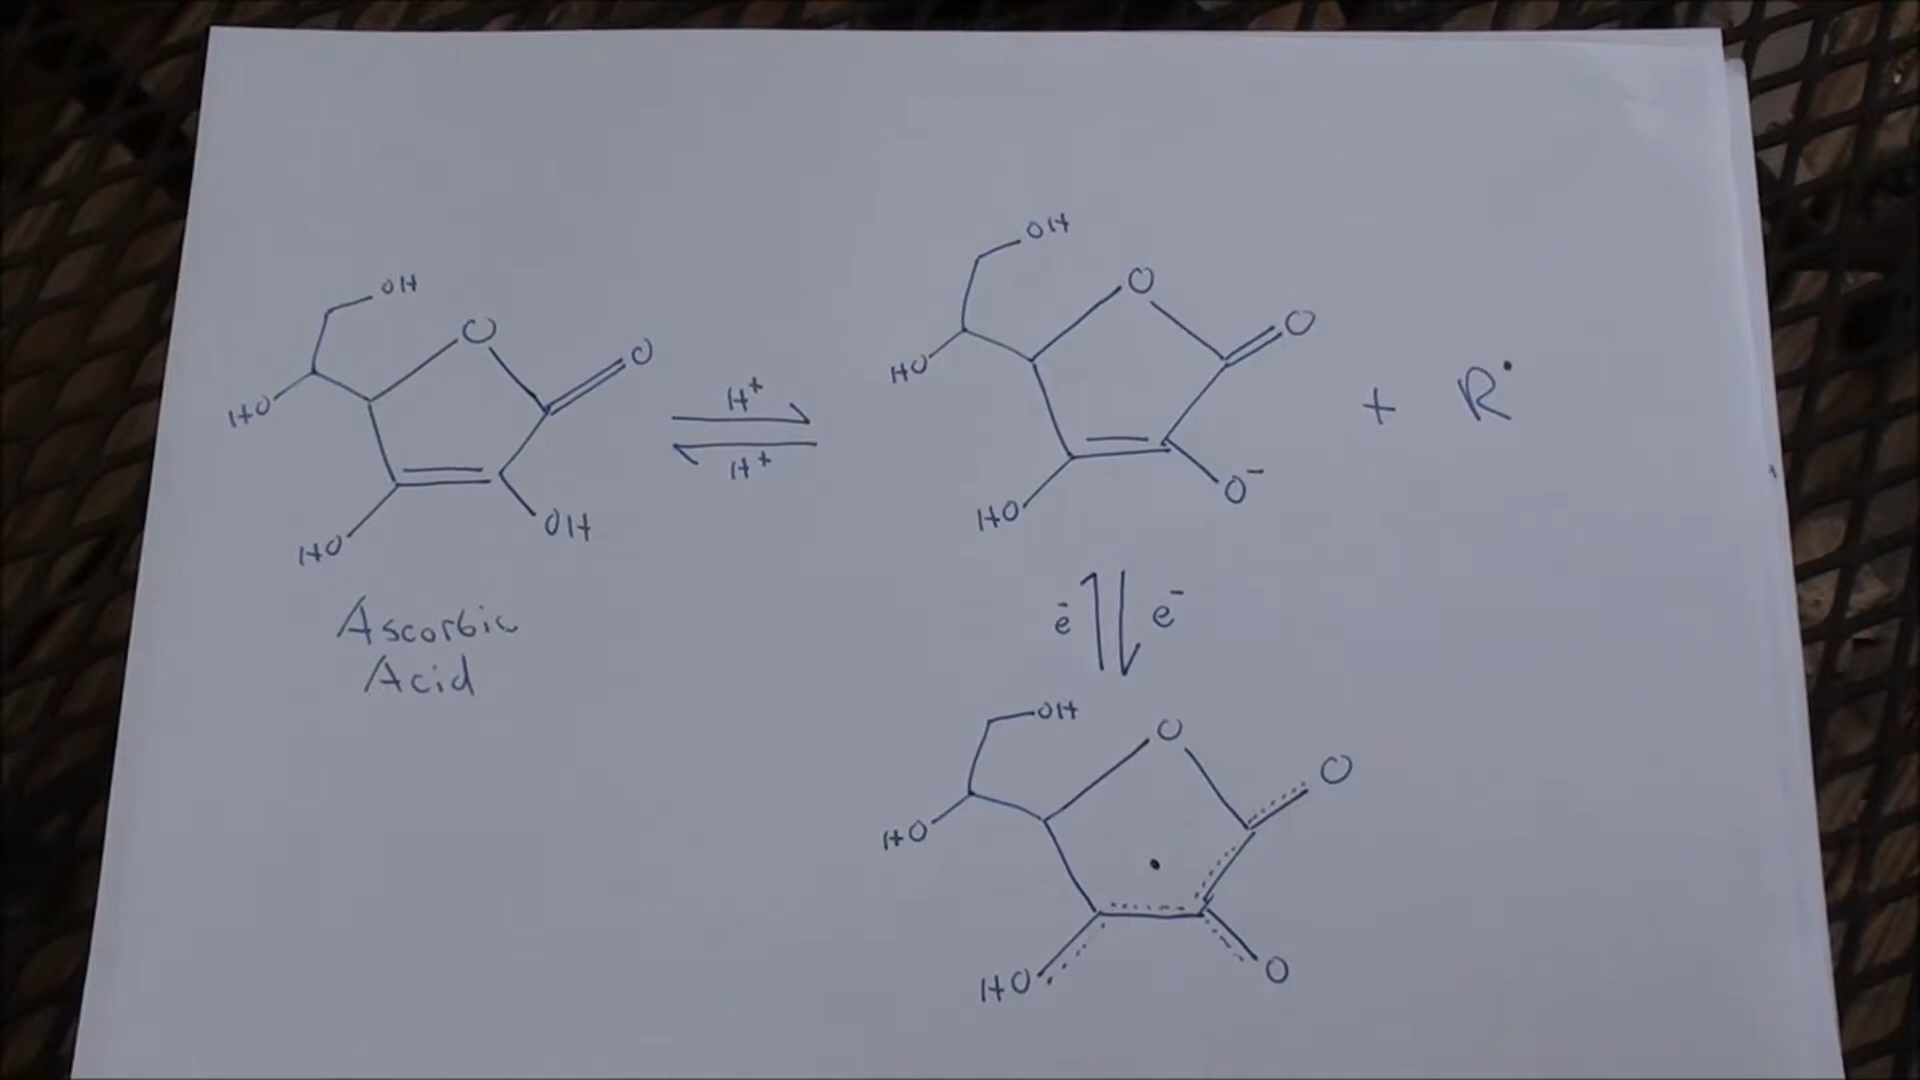 OH
O
O
HO
HO
OH
Ascorbic
Acid
H⁺
H⁺
OH
O
O
HO
HO
O⁻
+ R•
e⁻
e⁻
OH
O
O
HO
HO
O